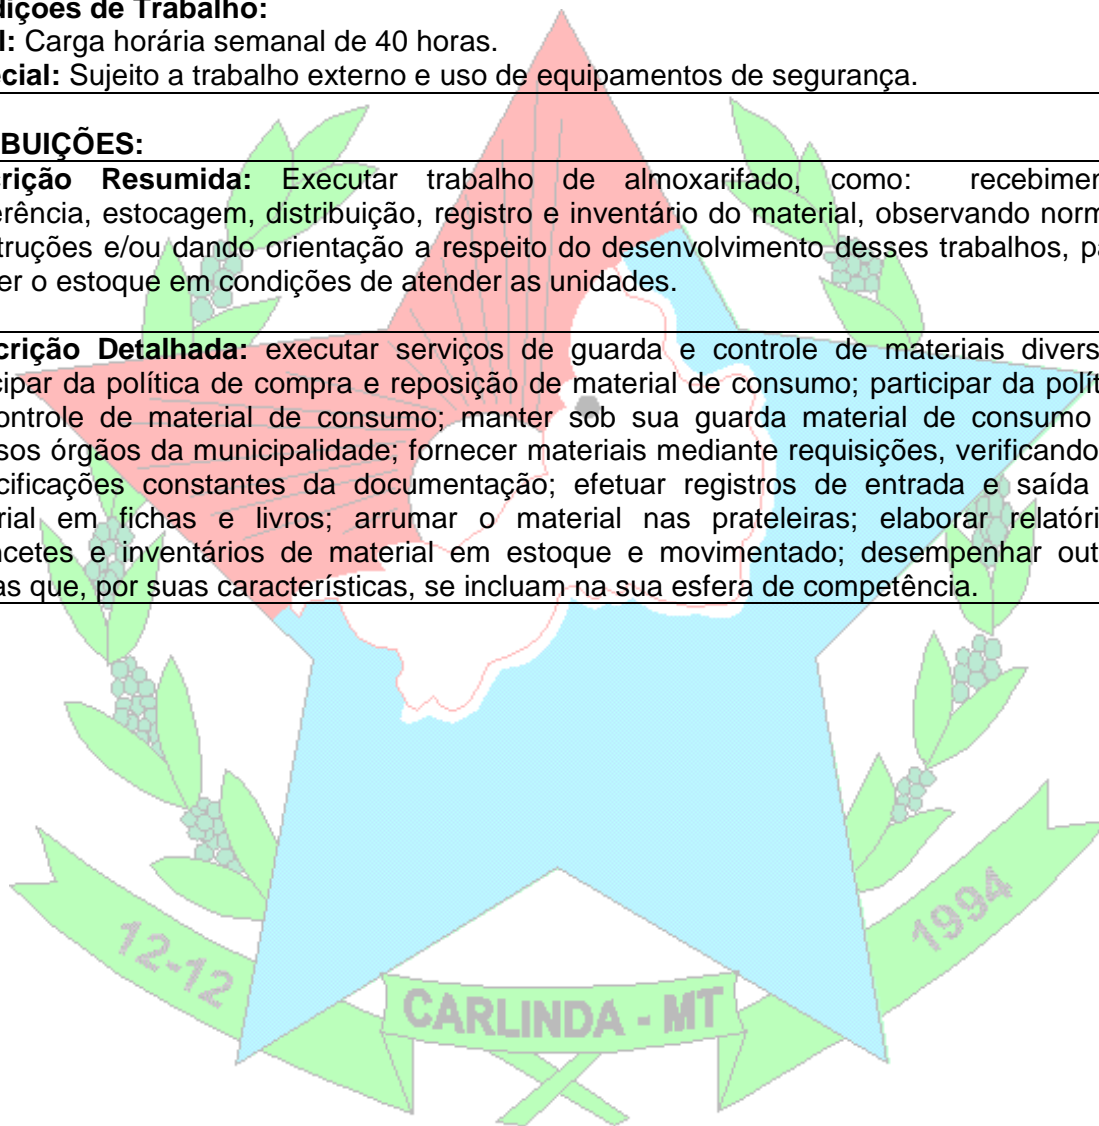 dições de Trabalho:
l: Carga horária semanal de 40 horas.
ecial: Sujeito a trabalho externo e uso de equipamentos de segurança.
BUIÇÕES:
crição Resumida: Executar trabalho de almoxarifado, como: recebimen
erência, estocagem, distribuição, registro e inventário do material, observando norm
truções e/ou dando orientação a respeito do desenvolvimento desses trabalhos, pa
er o estoque em condições de atender as unidades.
crição Detalhada: executar serviços de guarda e controle de materiais divers
cipar da política de compra e reposição de material de consumo; participar da polít
ontrole de material de consumo; manter sob sua guarda material de consumo
sos órgãos da municipalidade; fornecer materiais mediante requisições, verificando
cificações constantes da documentação; efetuar registros de entrada e saída
rial em fichas e livros; arrumar o material nas prateleiras; elaborar relatóri
ncetes e inventários de material em estoque e movimentado; desempenhar out
as que, por suas características, se incluam na sua esfera de competência.
12-12
CARLINDA - MT
1994